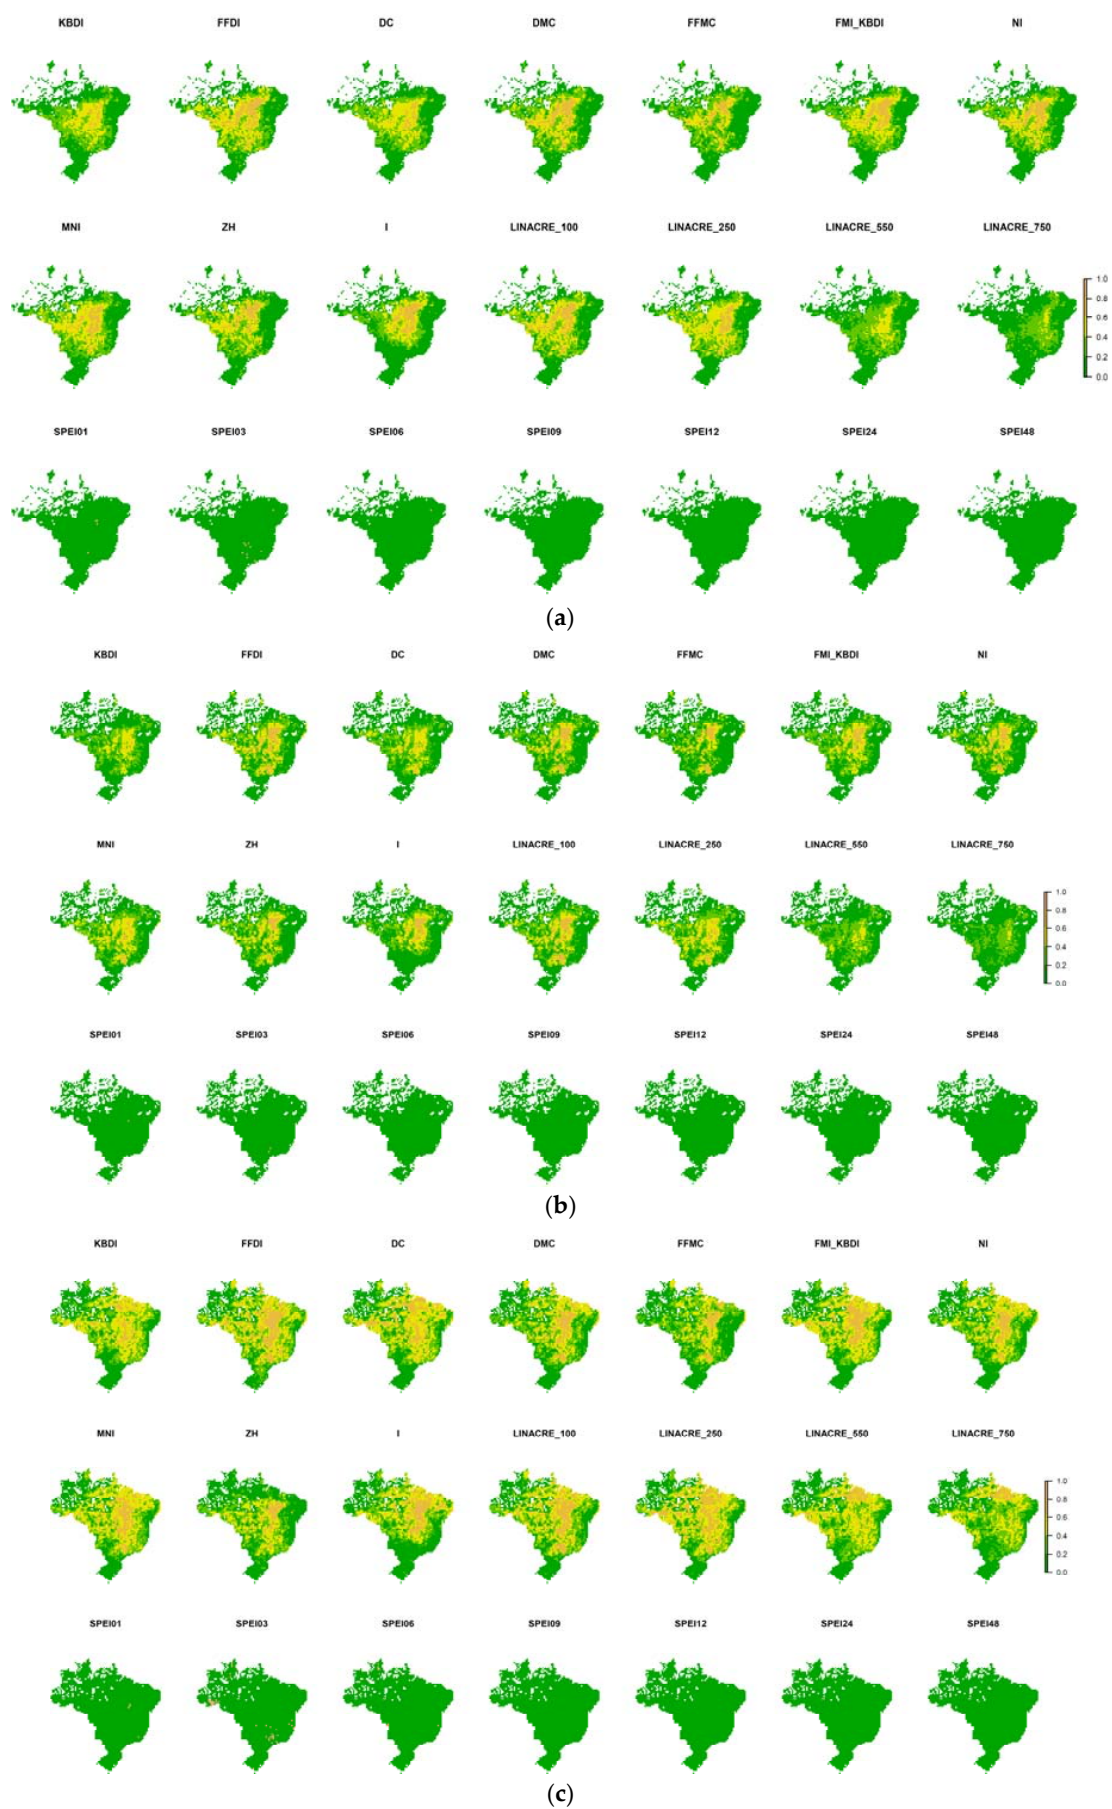 KBDI FFDI DC DMC FFMC FMI_KBDI NI
MNI ZH I LINACRE_100 LINACRE_250 LINACRE_550 LINACRE_750
1.0
0.8
0.6
0.4
0.2
0.0
SPEI01 SPEI03 SPEI06 SPEI09 SPEI12 SPEI24 SPEI48
(a)
KBDI FFDI DC DMC FFMC FMI_KBDI NI
MNI ZH I LINACRE_100 LINACRE_250 LINACRE_550 LINACRE_750
1.0
0.8
0.6
0.4
0.2
0.0
SPEI01 SPEI03 SPEI06 SPEI09 SPEI12 SPEI24 SPEI48
(b)
KBDI FFDI DC DMC FFMC FMI_KBDI NI
MNI ZH I LINACRE_100 LINACRE_250 LINACRE_550 LINACRE_750
1.0
0.8
0.6
0.4
0.2
0.0
SPEI01 SPEI03 SPEI06 SPEI09 SPEI12 SPEI24 SPEI48
(c)